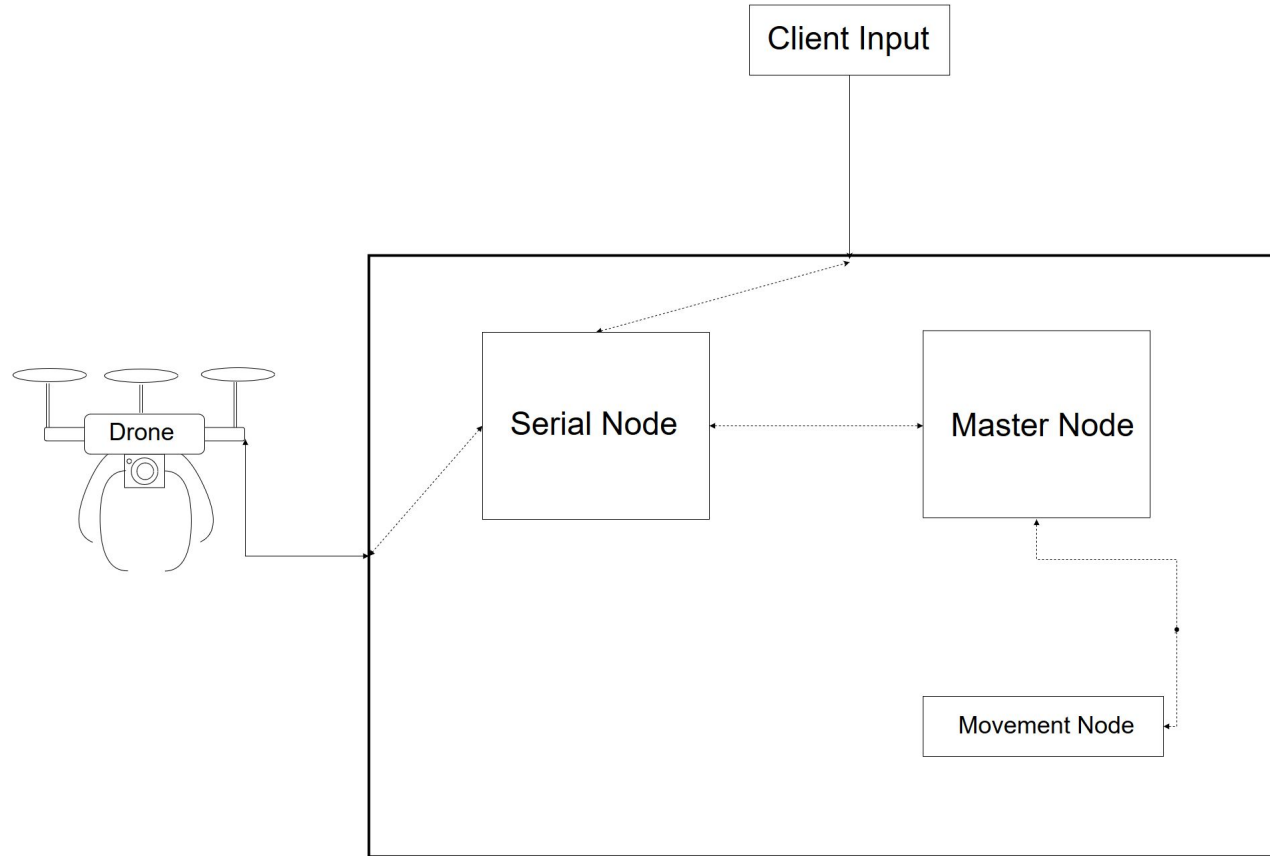 Client Input
Serial Node
Master Node
Drone
Movement Node